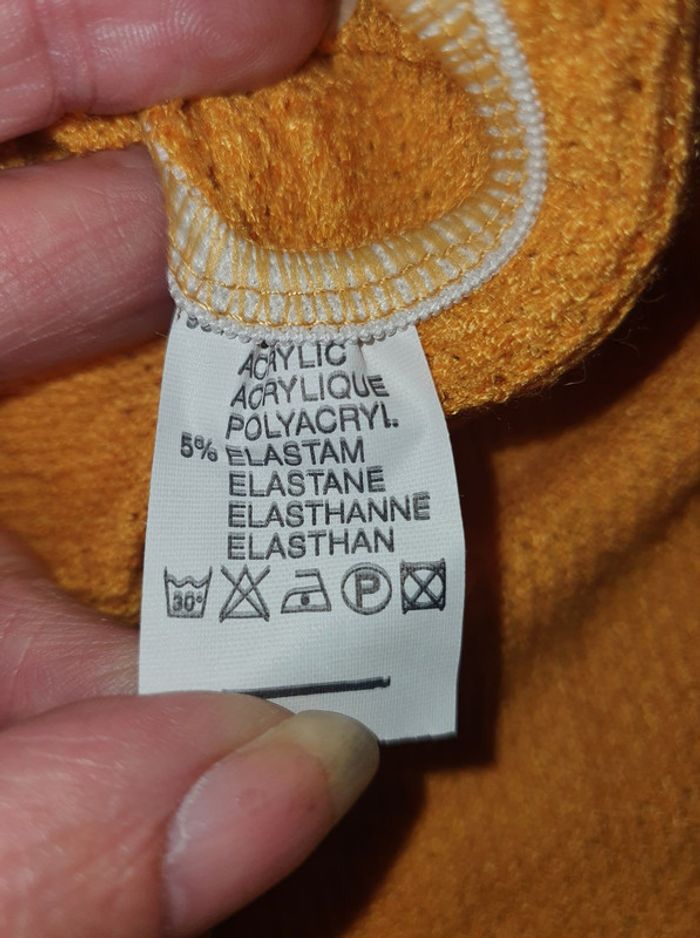 ACRYLIC
ACRYLIQUE
POLYACRYL.
5% ELASTAM
ELASTANE
ELASTHANNE
ELASTHAN
30° P